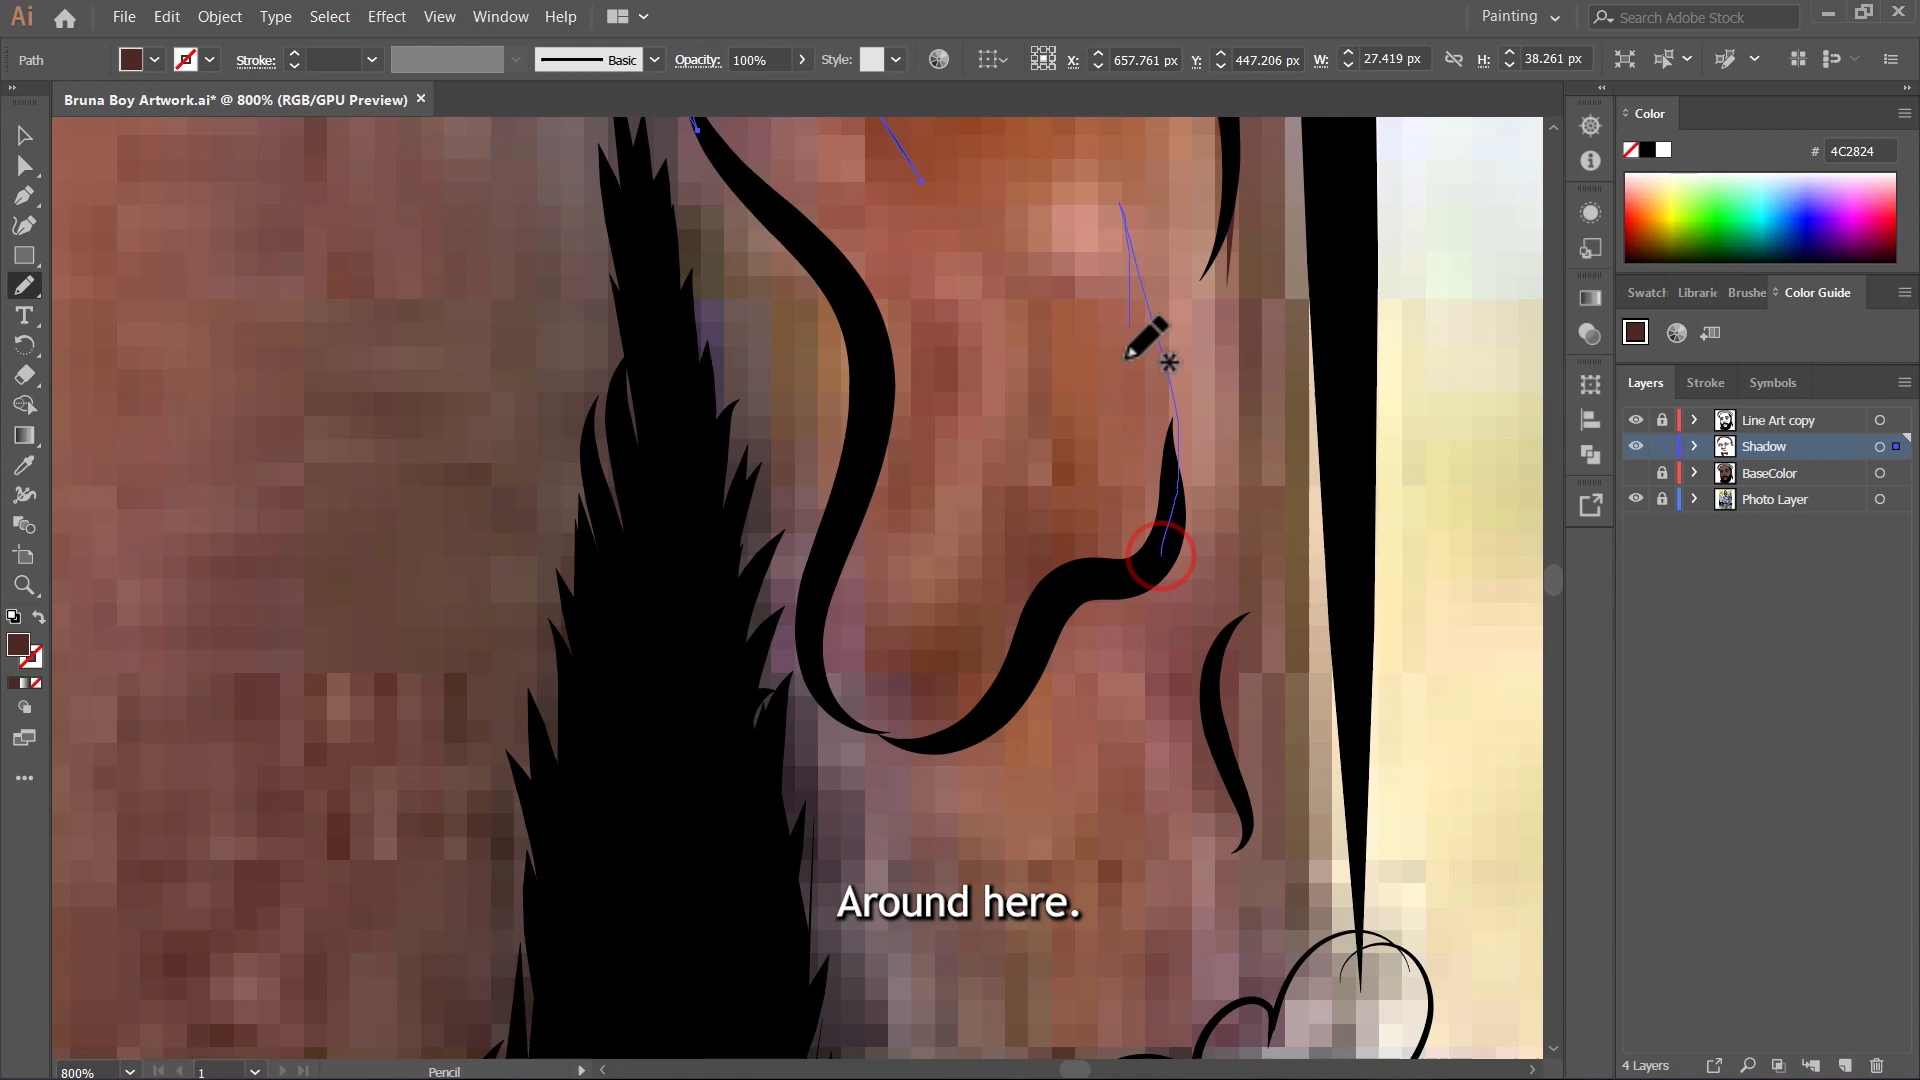 Ai File Edit Object Type Select Effect View Window Help Painting Search Adobe Stock
Path Stroke: Basic Opacity: 100% Style: X: 657.761 px Y: 447.206 px W: 27.419 px H: 38.261 px
Bruna Boy Artwork.ai* @ 800% (RGB/GPU Preview) ×
Color
# 4C2824
Swatch Librarie Brushe Color Guide
Layers Stroke Symbols
Line Art copy
Shadow
BaseColor
Photo Layer
Around here.
4 Layers
800% 1 Pencil